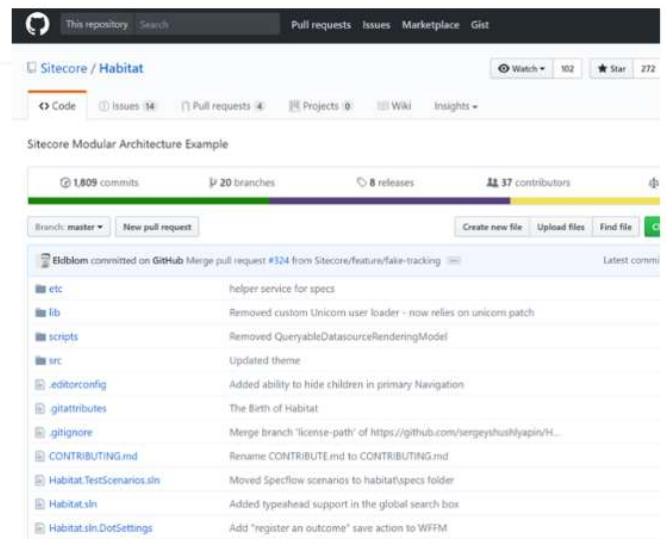 This repository Search Pull requests Issues Marketplace Gist
Sitecore / Habitat Watch 102 Star 272
Code Issues 14 Pull requests 4 Projects 0 Wiki Insights
Sitecore Modular Architecture Example
1,809 commits 20 branches 8 releases 37 contributors
Branch: master New pull request Create new file Upload files Find file
Eldblom committed on GitHub Merge pull request #324 from Sitecore/feature/fake-tracking Latest commi
etc helper service for specs
lib Removed custom Unicorn user loader - now relies on unicorn patch
scripts Removed QueryableDatasourceRenderingModel
src Updated theme
.editorconfig Added ability to hide children in primary Navigation
.gitattributes The Birth of Habitat
.gitignore Merge branch 'license-path' of https://github.com/sergeyshushlyapin/H...
CONTRIBUTING.md Rename CONTRIBUTE.md to CONTRIBUTING.md
Habitat.TestScenarios.sln Moved Specflow scenarios to habitat\specs folder
Habitat.sln Added typeahead support in the global search box
Habitat.sln.DotSettings Add "register an outcome" save action to WFFM